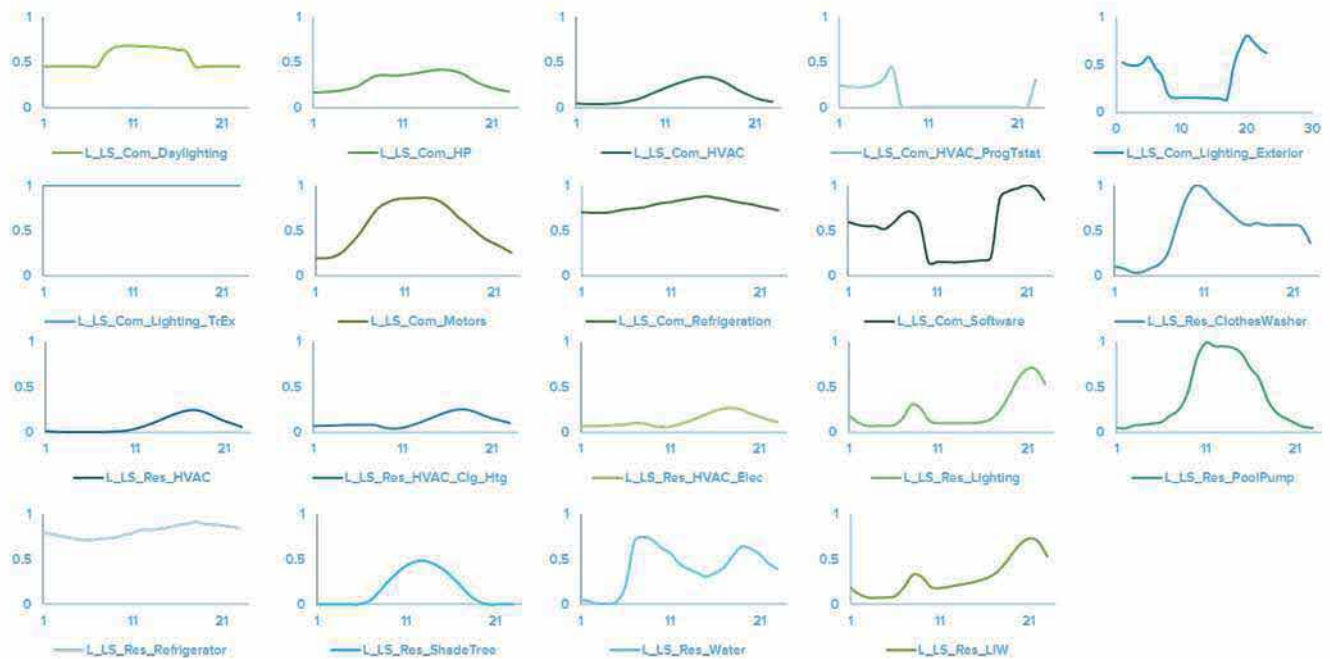 1 1 1 1 1
0.5 0.5 0.5 0.5 0.5
0 0 0 0 0
1 11 21 1 11 21 1 11 21 1 11 21 0 10 20 30
L_LS_Com_Daylighting L_LS_Com_HP L_LS_Com_HVAC L_LS_Com_HVAC_ProgTstat L_LS_Com_Lighting_Exterior
1 1 1 1 1
0.5 0.5 0.5 0.5 0.5
0 0 0 0 0
1 11 21 1 11 21 1 11 21 1 11 21 1 11 21
L_LS_Com_Lighting_TrEx L_LS_Com_Motors L_LS_Com_Refrigeration L_LS_Com_Software L_LS_Res_ClothesWasher
1 1 1 1 1
0.5 0.5 0.5 0.5 0.5
0 0 0 0 0
1 11 21 1 11 21 1 11 21 1 11 21 1 11 21
L_LS_Res_HVAC L_LS_Res_HVAC_Clg_Htg L_LS_Res_HVAC_Elec L_LS_Res_Lighting L_LS_Res_PoolPump
1 1 1 1
0.5 0.5 0.5 0.5
0 0 0 0
1 11 21 1 11 21 1 11 21 1 11 21
L_LS_Res_Refrigerator L_LS_Res_ShadeTree L_LS_Res_Water L_LS_Res_LIW